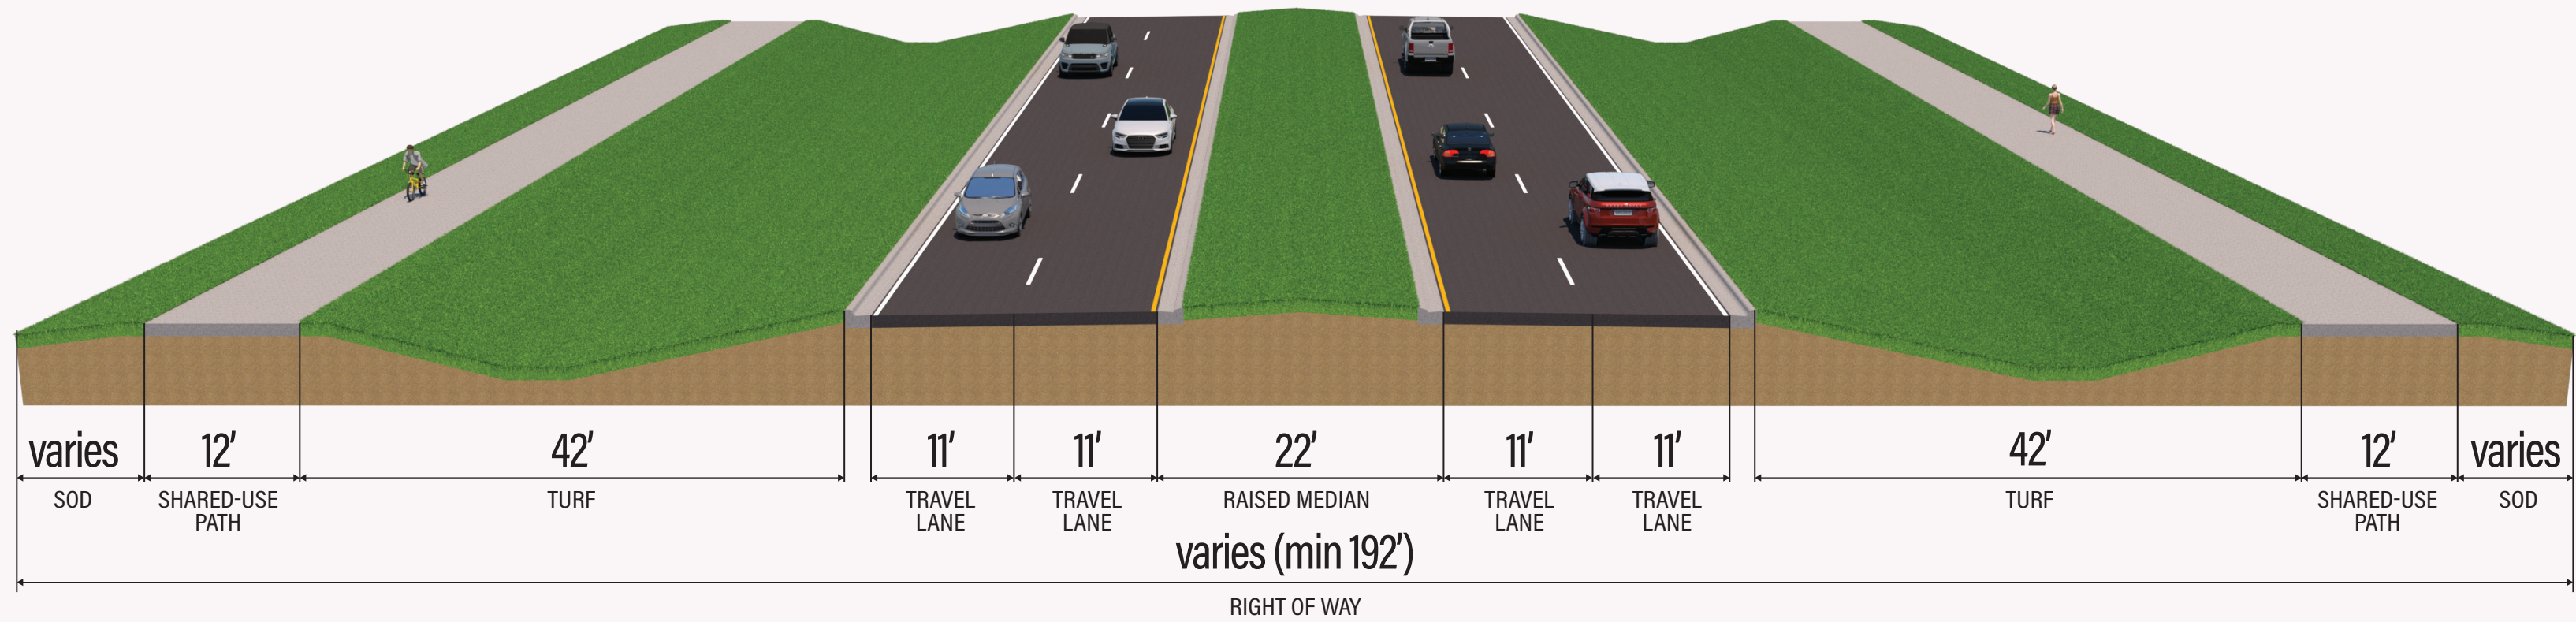 varies
12'
42'
11'
11'
22'
11'
11'
42'
12'
varies
SOD
SHARED-USE
PATH
TURF
TRAVEL
LANE
TRAVEL
LANE
RAISED MEDIAN
TRAVEL
LANE
TRAVEL
LANE
TURF
SHARED-USE
PATH
SOD
varies (min 192')
RIGHT OF WAY